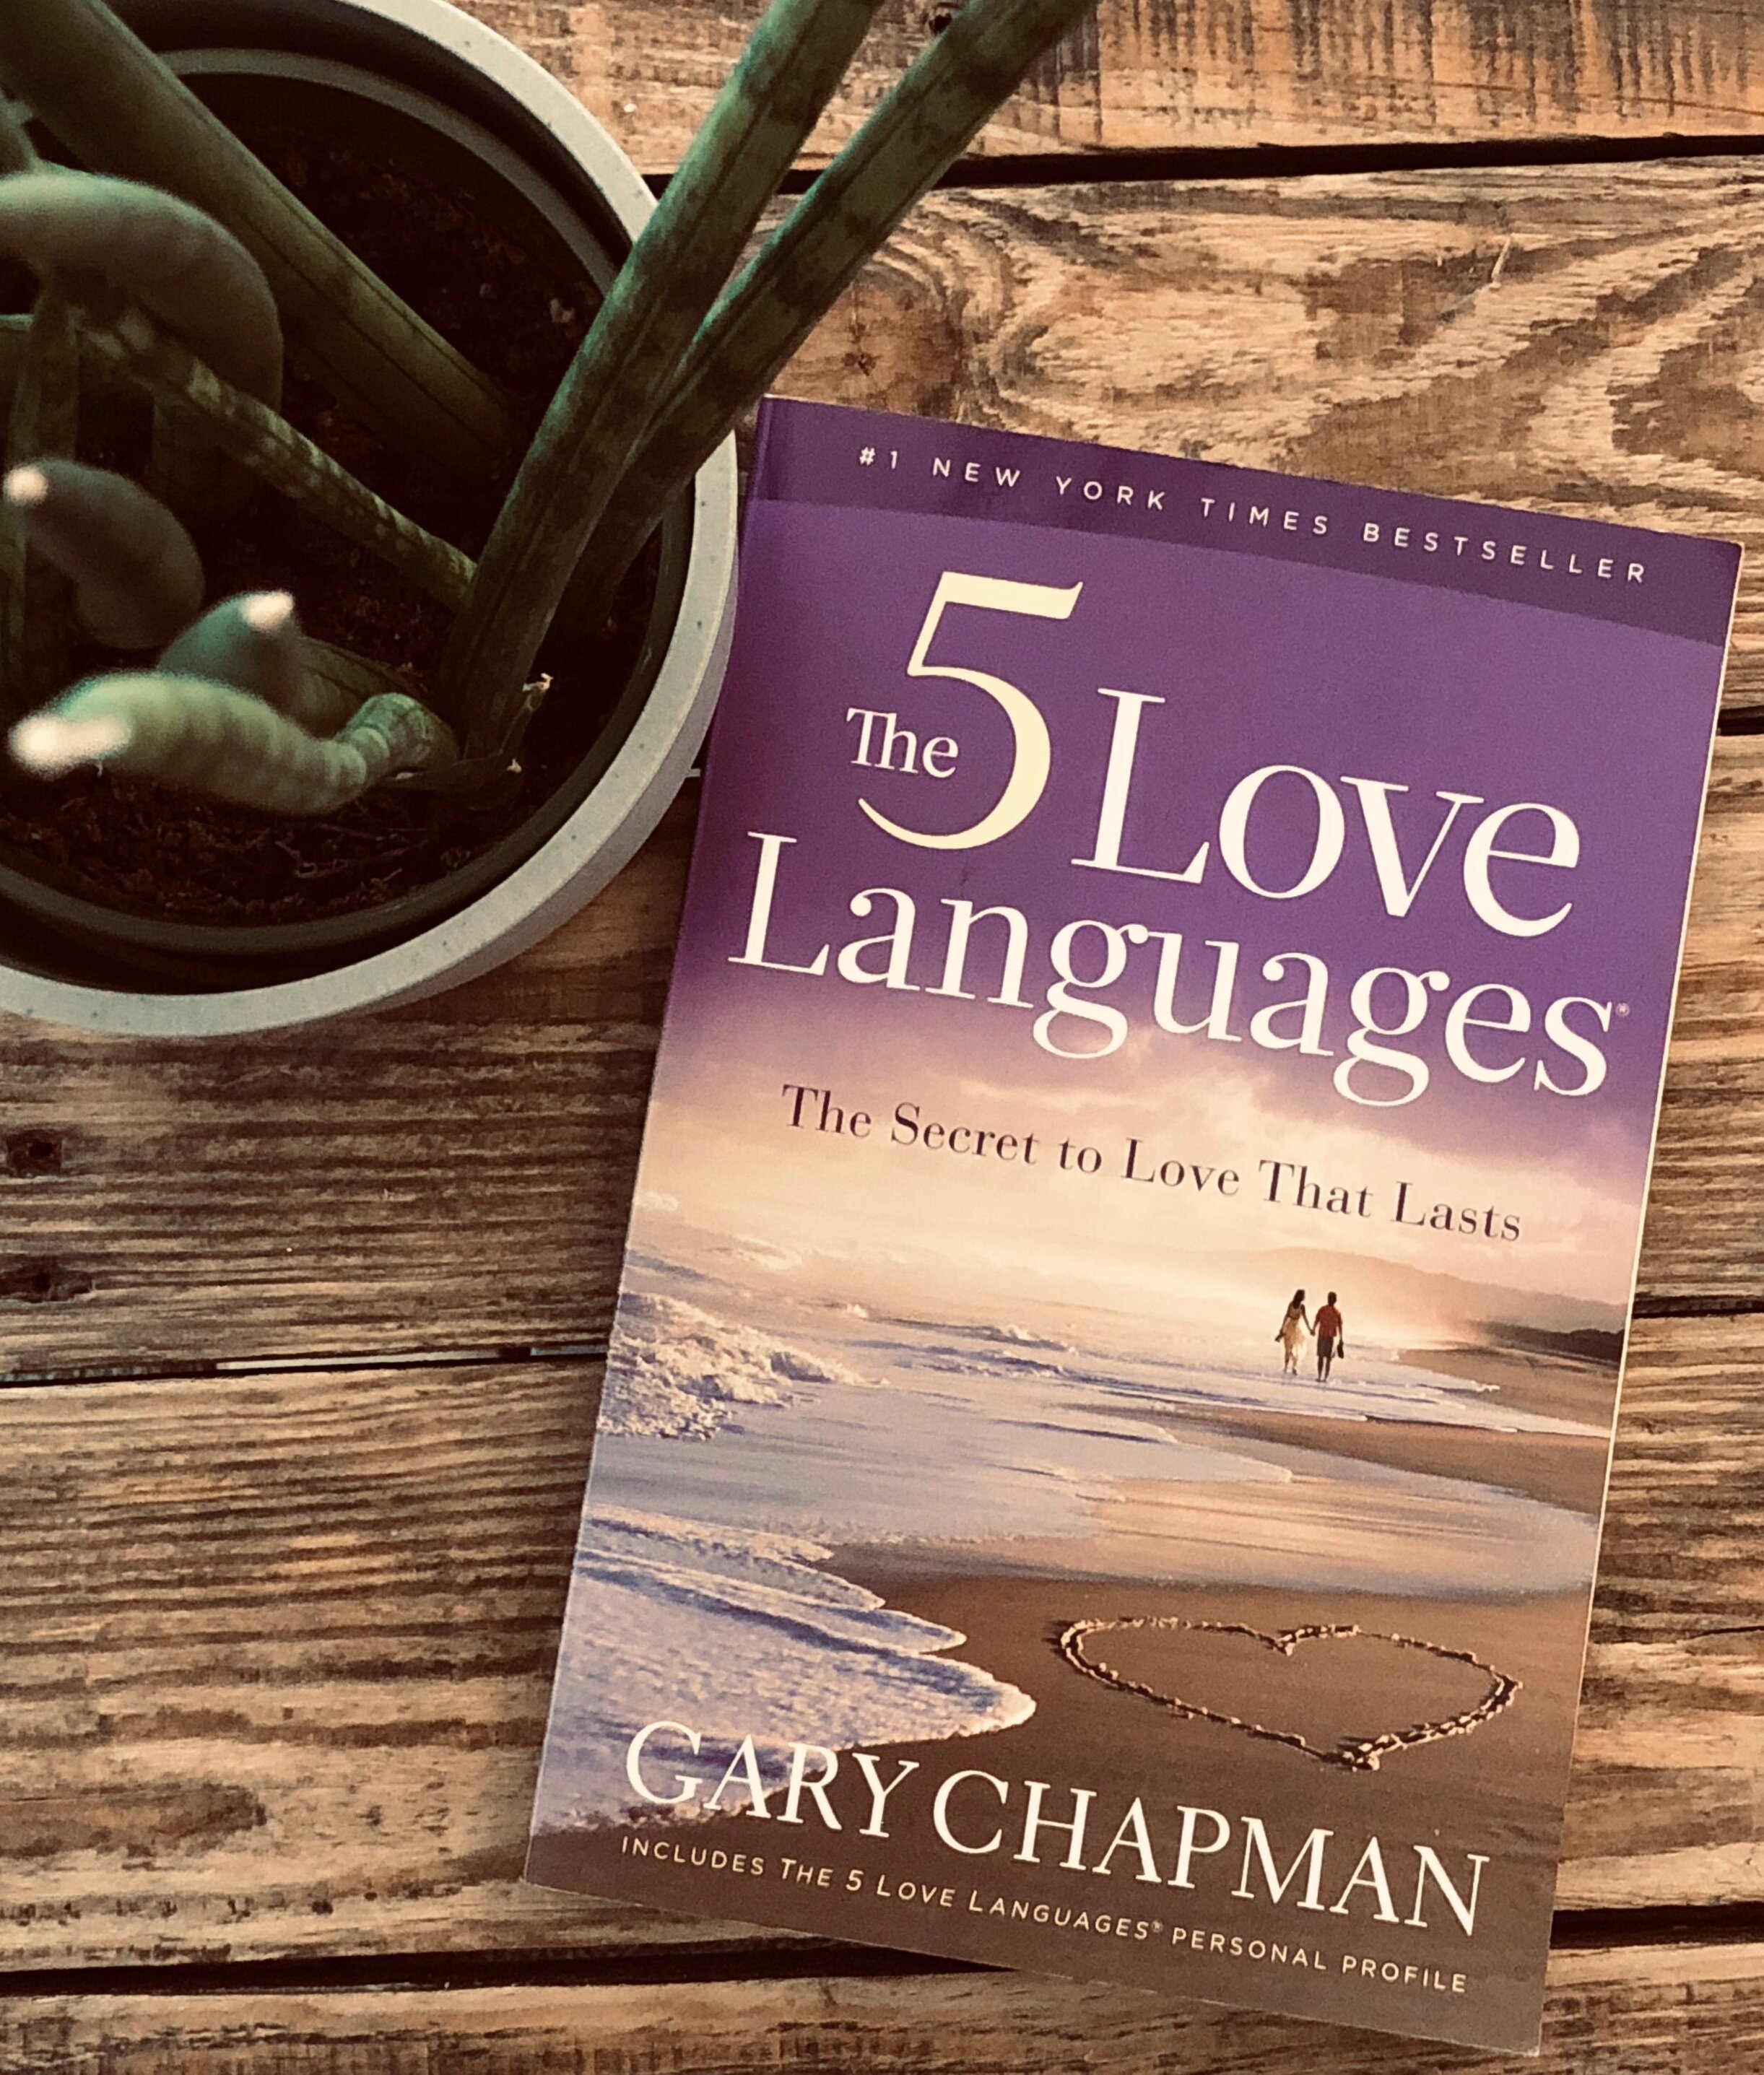 #1 NEW YORK TIMES BESTSELLER
The 5 Love
Languages®
The Secret to Love That Lasts
GARY CHAPMAN
INCLUDES THE 5 LOVE LANGUAGES® PERSONAL PROFILE